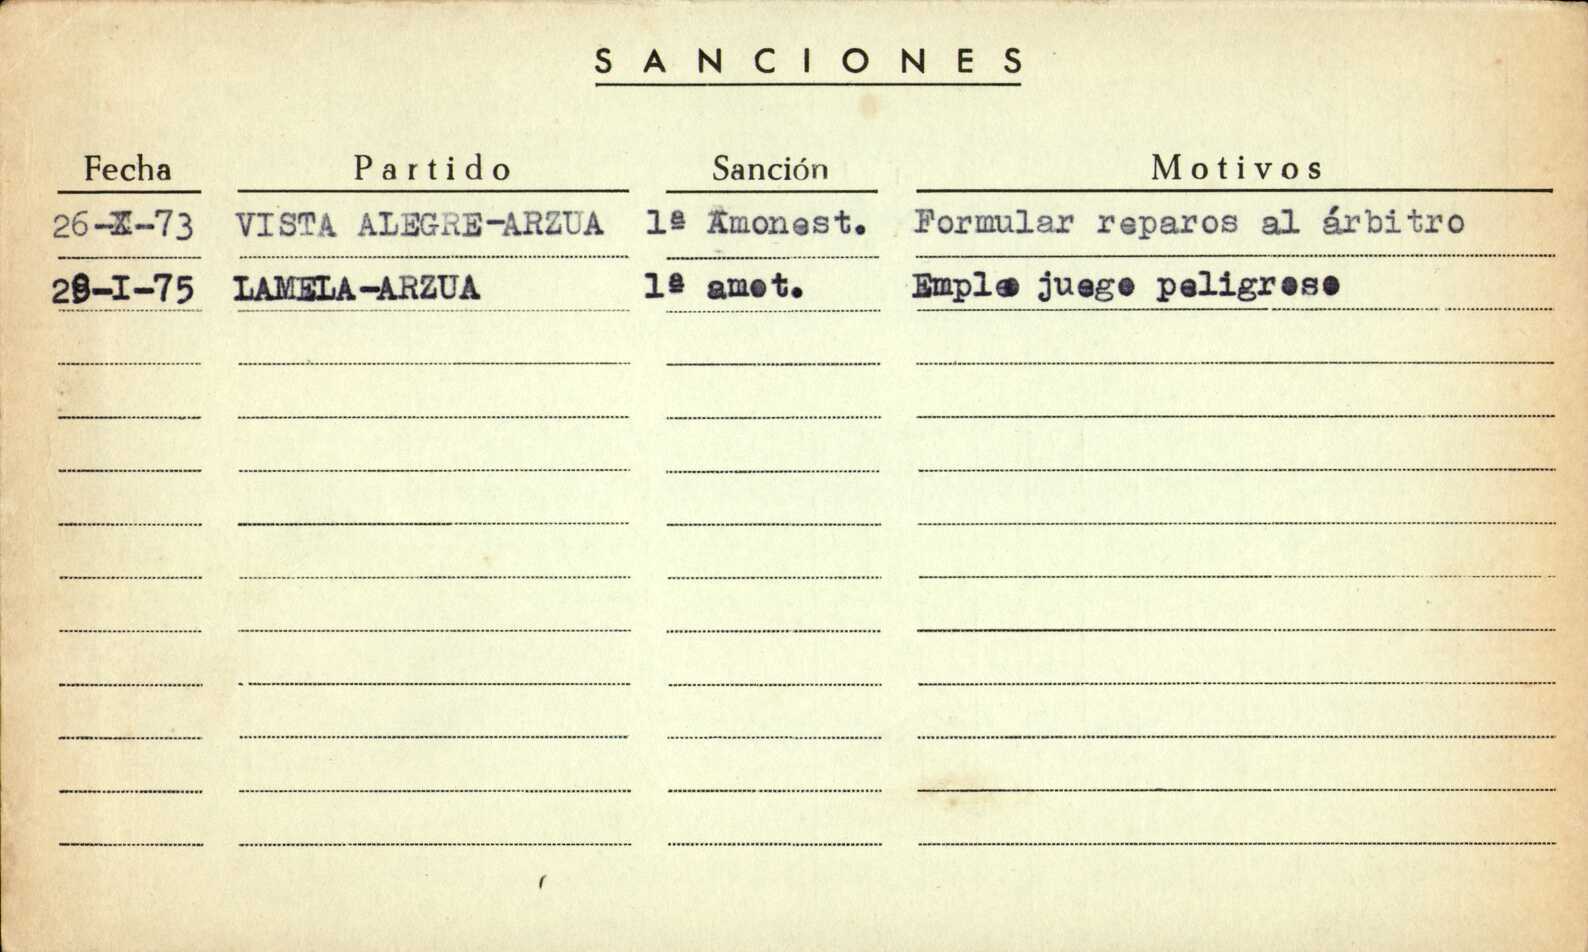 SANCIONES
Fecha Partido Sanción Motivos
26-X-73 VISTA ALEGRE-ARZUA 1ª Amonest. Formular reparos al árbitro
28-I-75 LAMELA-ARZUA 1ª amot. Empleo juego peligroso